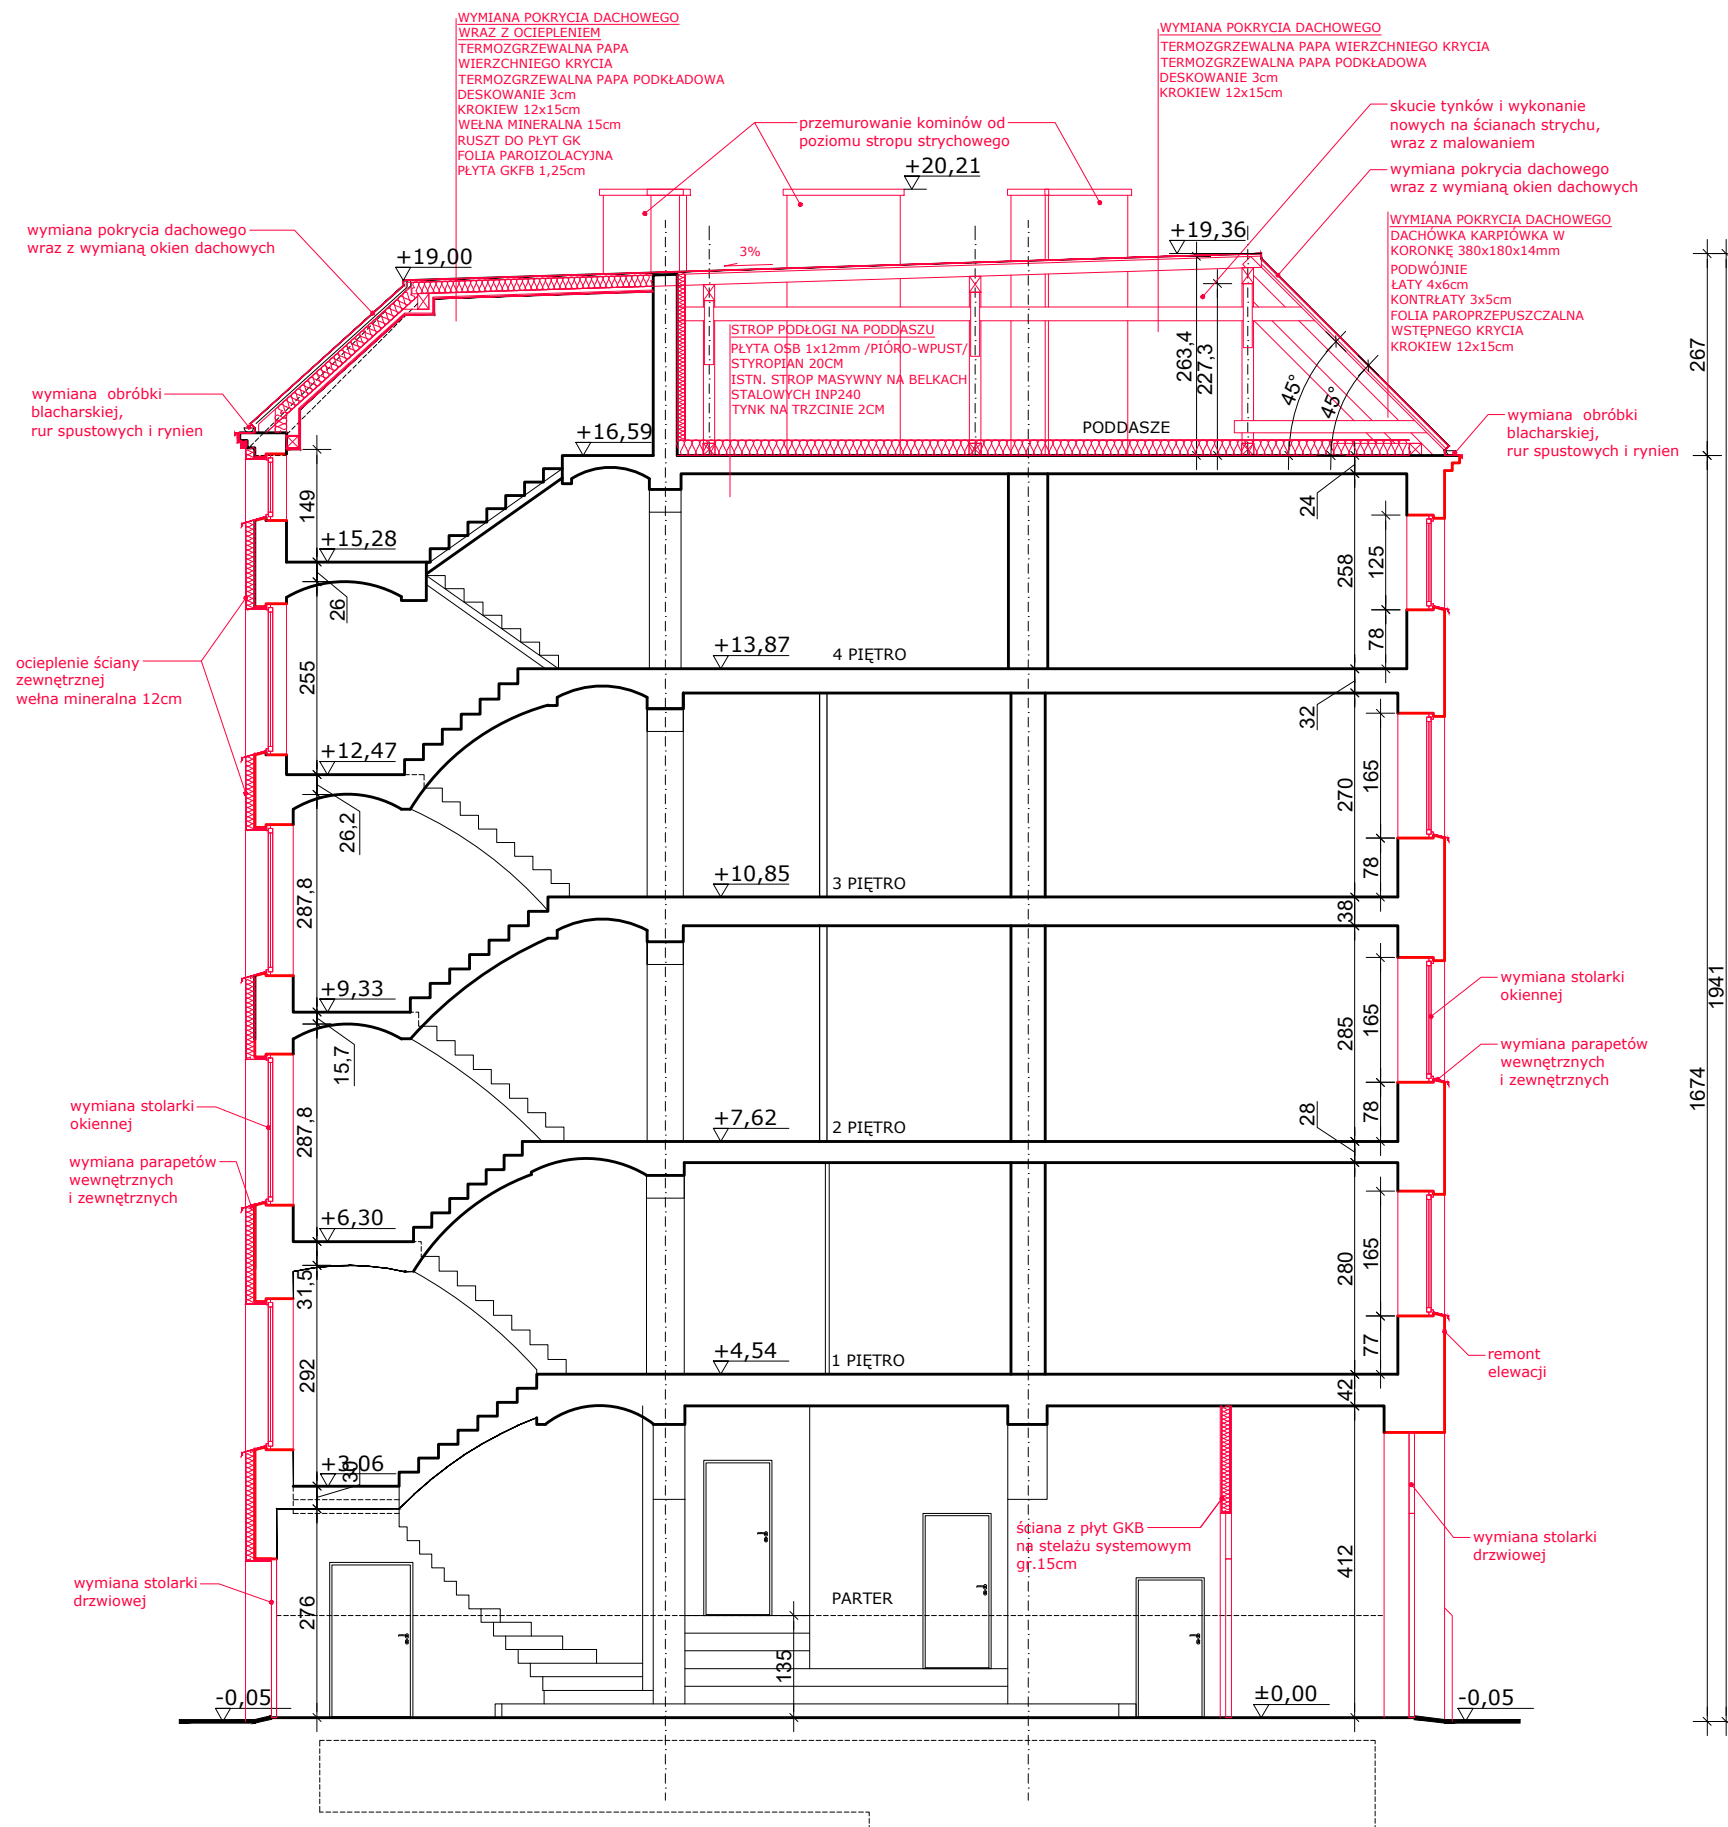 WYMIANA POKRYCIA DACHOWEGO
WRAZ Z OCIEPLENIEM
TERMOZGRZEWALNA PAPA
WIERZCHNIEGO KRYCIA
TERMOZGRZEWALNA PAPA PODKŁADOWA
DESKOWANIE 3cm
KROKIEW 12x15cm
WEŁNA MINERALNA 15cm
RUSZT DO PŁYT GK
FOLIA PAROIZOLACYJNA
PŁYTA GKFB 1,25cm
WYMIANA POKRYCIA DACHOWEGO
TERMOZGRZEWALNA PAPA WIERZCHNIEGO KRYCIA
TERMOZGRZEWALNA PAPA PODKŁADOWA
DESKOWANIE 3cm
KROKIEW 12x15cm
przemurowanie kominów od
poziomu stropu strychowego
skucie tynków i wykonanie
nowych na ścianach strychu,
wraz z malowaniem
wymiana pokrycia dachowego
wraz z wymianą okien dachowych
WYMIANA POKRYCIA DACHOWEGO
DACHÓWKA KARPIÓWKA W
KORONKĘ 380x180x14mm
PODWÓJNIE
ŁATY 4x6cm
KONTRŁATY 3x5cm
FOLIA PAROPRZEPUSZCZALNA
WSTĘPNEGO KRYCIA
KROKIEW 12x15cm
wymiana pokrycia dachowego
wraz z wymianą okien dachowych
+20,21
+19,36
+19,00
3%
STROP PODŁOGI NA PODDASZU
PŁYTA OSB 1x12mm /PIÓRO-WPUST/
STYROPIAN 20CM
ISTN. STROP MASYWNY NA BELKACH
STALOWYCH INP240
TYNK NA TRZCINIE 2CM
263,4
227,3
45°
45°
267
wymiana obróbki
blacharskiej,
rur spustowych i rynien
wymiana obróbki
blacharskiej,
rur spustowych i rynien
PODDASZE
+16,59
149
24
+15,28
26
258
125
78
+13,87
4 PIĘTRO
ocieplenie ściany
zewnętrznej
wełna mineralna 12cm
255
32
+12,47
26,2
270
165
78
+10,85
3 PIĘTRO
287,8
38
+9,33
15,7
285
165
78
wymiana stolarki
okiennej
wymiana parapetów
wewnętrznych
i zewnętrznych
1941
1674
+7,62
2 PIĘTRO
28
wymiana stolarki
okiennej
287,8
wymiana parapetów
wewnętrznych
i zewnętrznych
+6,30
31,5
280
165
77
+4,54
1 PIĘTRO
292
42
remont
elewacji
+3,06
30
ściana z płyt GKB
na stelażu systemowym
gr.15cm
412
wymiana stolarki
drzwiowej
wymiana stolarki
drzwiowej
276
PARTER
135
-0,05
±0,00
-0,05